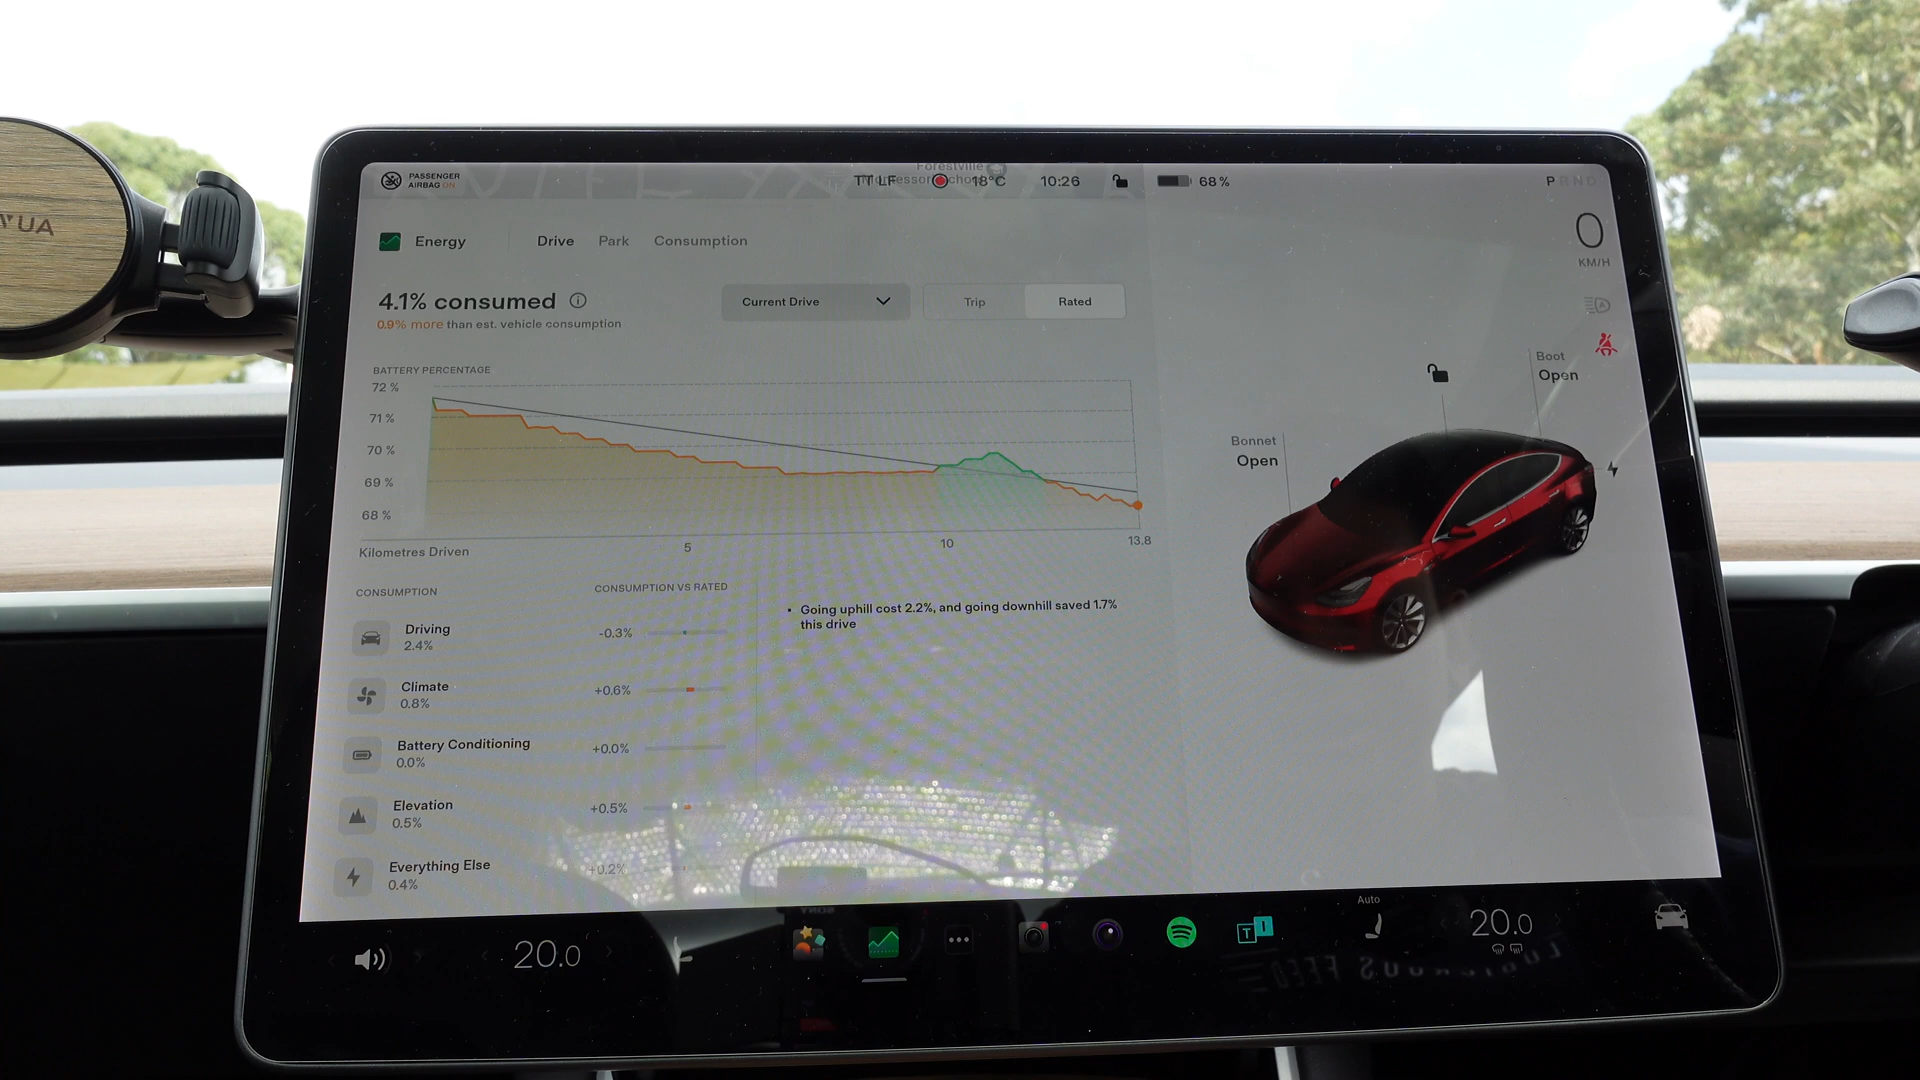 PASSENGER
AIRBAG ON
Forestville
TT LF
18°C
10:26
68 %
P R N D
Energy
Drive
Park
Consumption
0
KM/H
4.1% consumed
0.9% more than est. vehicle consumption
Current Drive
Trip
Rated
BATTERY PERCENTAGE
72 %
71 %
70 %
69 %
68 %
Kilometres Driven
5
10
13.8
Boot
Open
Bonnet
Open
CONSUMPTION
CONSUMPTION VS RATED
Driving
2.4%
-0.3%
Climate
0.8%
+0.6%
Battery Conditioning
0.0%
+0.0%
Elevation
0.5%
+0.5%
Everything Else
0.4%
+0.2%
▪ Going uphill cost 2.2%, and going downhill saved 1.7%
this drive
20.0
Auto
20.0
SONY